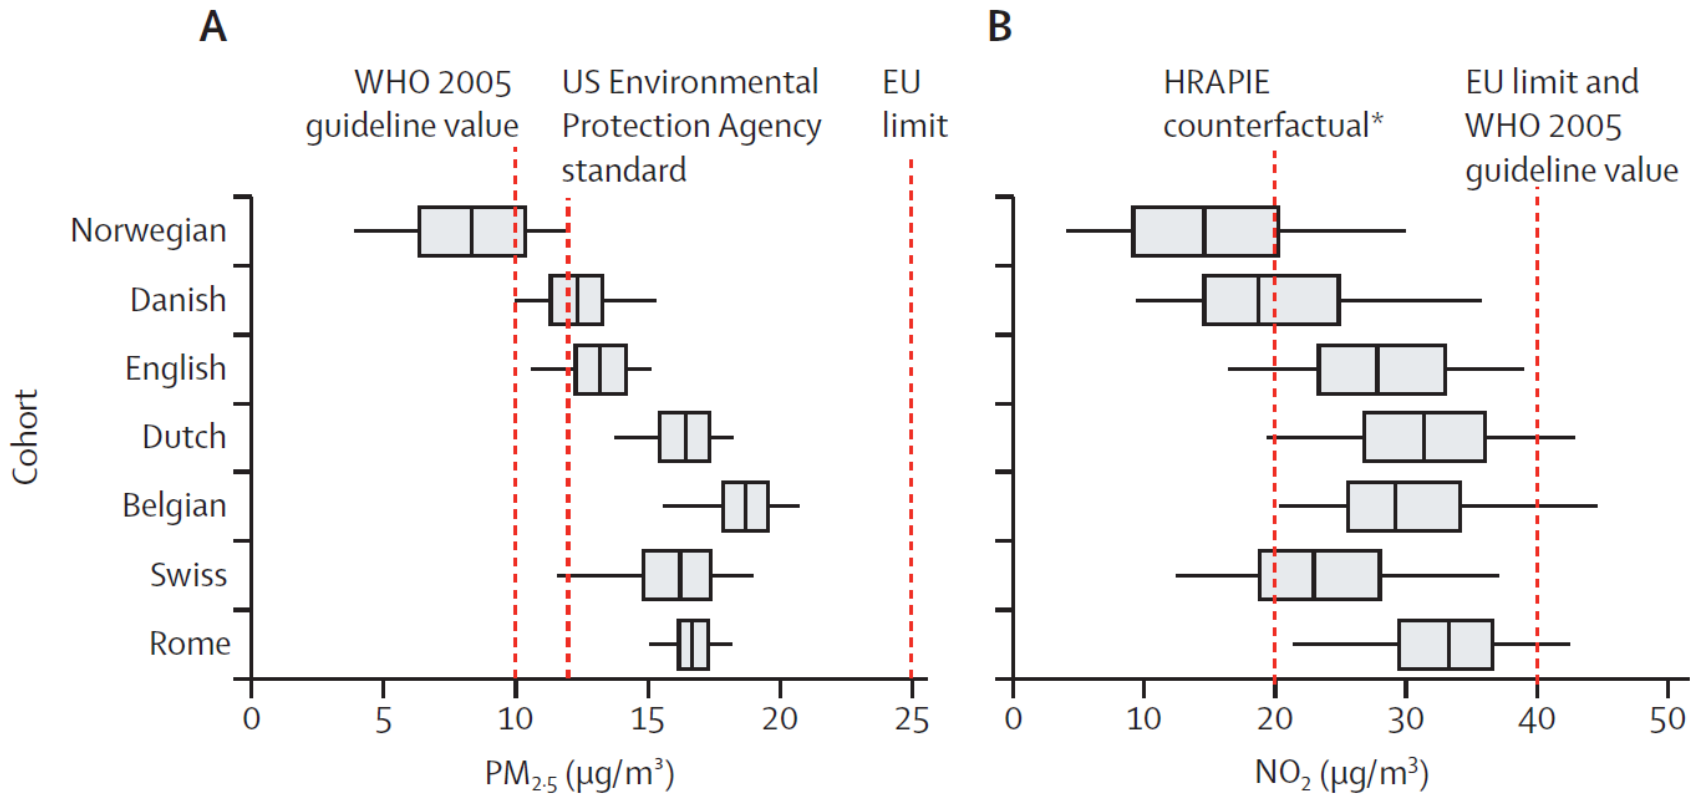 A
WHO 2005
guideline value
US Environmental
Protection Agency
standard
EU
limit
Cohort
Norwegian
Danish
English
Dutch
Belgian
Swiss
Rome
0 5 10 15 20 25
PM2·5 (μg/m³)
B
HRAPIE
counterfactual*
EU limit and
WHO 2005
guideline value
0 10 20 30 40 50
NO2 (μg/m³)